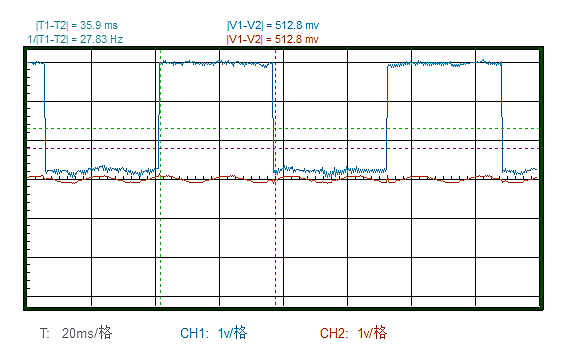 |T1-T2| = 35.9 ms |V1-V2| = 512.8 mv
1/|T1-T2| = 27.83 Hz |V1-V2| = 512.8 mv
T: 20ms/格 CH1: 1v/格 CH2: 1v/格